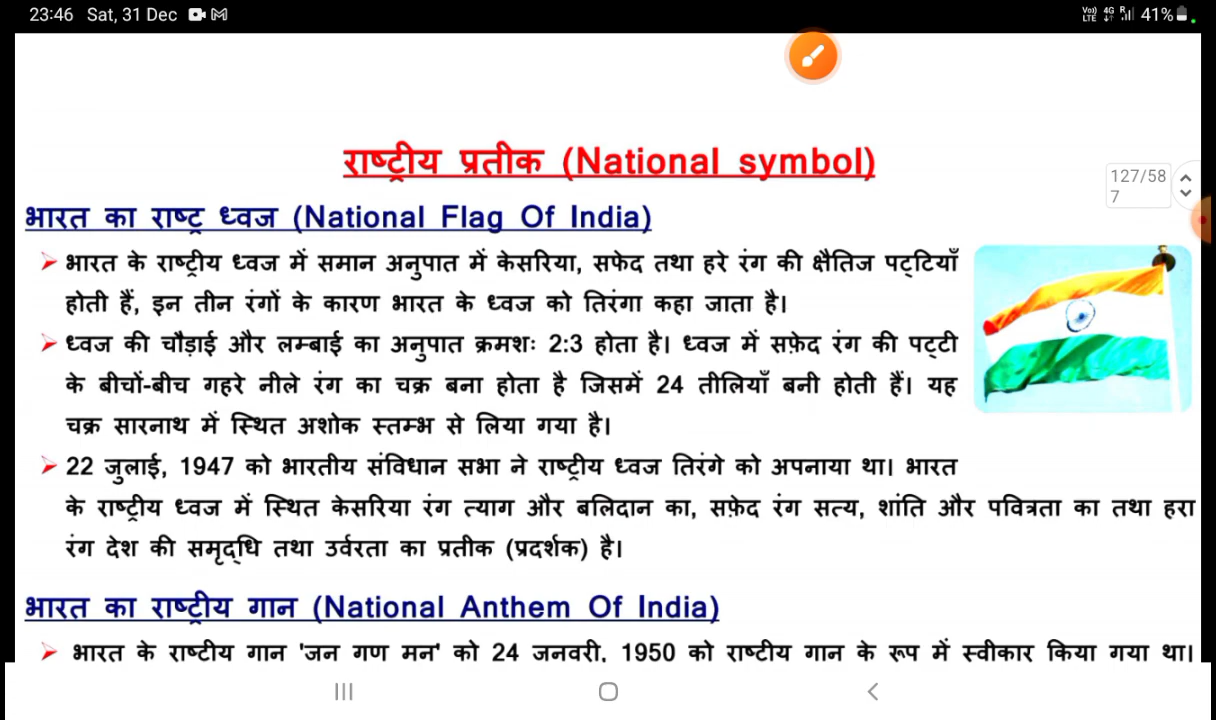 23:46 Sat, 31 Dec
Vo)) LTE 4G R 41%
राष्ट्रीय प्रतीक (National symbol)
127/58
7
भारत का राष्ट्र ध्वज (National Flag Of India)
➤ भारत के राष्ट्रीय ध्वज में समान अनुपात में केसरिया, सफेद तथा हरे रंग की क्षैतिज पट्टियाँ
होती हैं, इन तीन रंगों के कारण भारत के ध्वज को तिरंगा कहा जाता है।
➤ ध्वज की चौड़ाई और लम्बाई का अनुपात क्रमशः 2:3 होता है। ध्वज में सफ़ेद रंग की पट्टी
के बीचों-बीच गहरे नीले रंग का चक्र बना होता है जिसमें 24 तीलियाँ बनी होती हैं। यह
चक्र सारनाथ में स्थित अशोक स्तम्भ से लिया गया है।
➤ 22 जुलाई, 1947 को भारतीय संविधान सभा ने राष्ट्रीय ध्वज तिरंगे को अपनाया था। भारत
के राष्ट्रीय ध्वज में स्थित केसरिया रंग त्याग और बलिदान का, सफ़ेद रंग सत्य, शांति और पवित्रता का तथा हरा
रंग देश की समृद्धि तथा उर्वरता का प्रतीक (प्रदर्शक) है।
भारत का राष्ट्रीय गान (National Anthem Of India)
➤ भारत के राष्ट्रीय गान 'जन गण मन' को 24 जनवरी, 1950 को राष्ट्रीय गान के रूप में स्वीकार किया गया था।